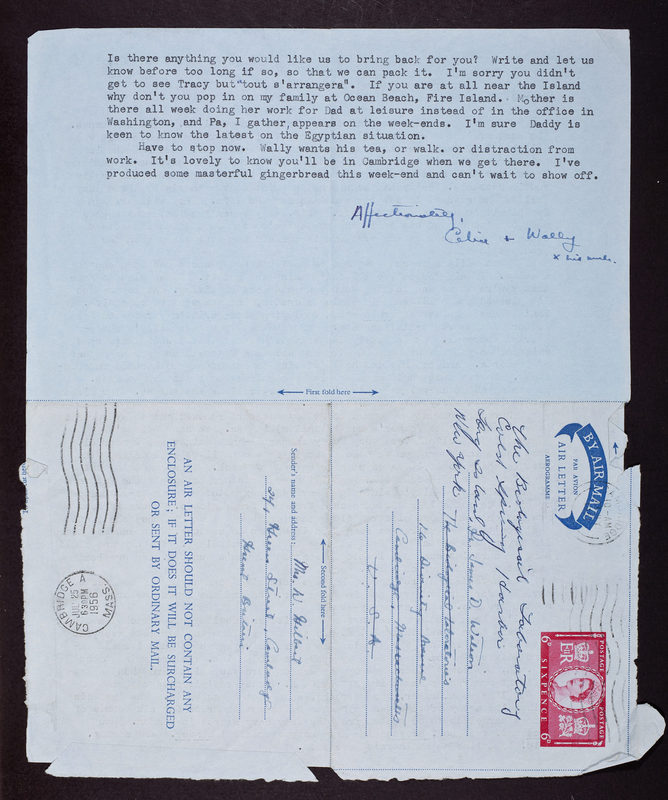 Is there anything you would like us to bring back for you?  Write and let us
know before too long if so, so that we can pack it.  I'm sorry you didn't
get to see Tracy but "tout s'arrangera".  If you are at all near the Island
why don't you pop in on my family at Ocean Beach, Fire Island.  Mother is
there all week doing her work for Dad at leisure instead of in the office in
Washington, and Pa, I gather, appears on the week-ends.  I'm sure Daddy is
keen to know the latest on the Egyptian situation.
Have to stop now.  Wally wants his tea, or walk. or distraction from
work.  It's lovely to know you'll be in Cambridge when we get there.  I've
produced some masterful gingerbread this week-end and can't wait to show off.
Affectionately,
+ Wally
x his
First fold here
BY AIR MAIL
PAR AVION
AIR LETTER
AEROGRAMME
The Biological Laboratory
Cold Spring Harbor
Long Island,
New York
Dr. James D. Watson
The Biological Laboratories
16 Divinity Avenue
Cambridge, Massachusetts
U.S.A.
POSTAGE
POSTAGE
E R
6D SIXPENCE 6D
Second fold here
Sender's name and address:
Mrs. W.
Street, Cambridge
AN AIR LETTER SHOULD NOT CONTAIN ANY
ENCLOSURE; IF IT DOES IT WILL BE SURCHARGED
OR SENT BY ORDINARY MAIL.
CAMBRIDGE A MASS
1956